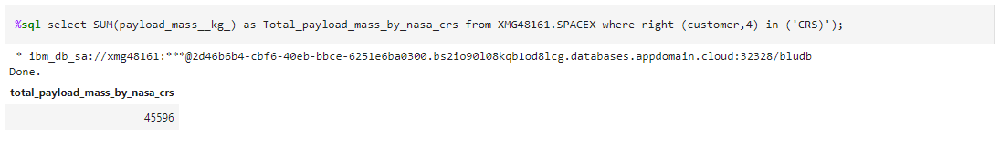 %sql select SUM(payload_mass__kg_) as Total_payload_mass_by_nasa_crs from XMG48161.SPACEX where right (customer,4) in ('CRS)');
* ibm_db_sa://xmg48161:***@2d46b6b4-cbf6-40eb-bbce-6251e6ba0300.bs2io90l08kqb1od8lcg.databases.appdomain.cloud:32328/bludb
Done.
total_payload_mass_by_nasa_crs
45596